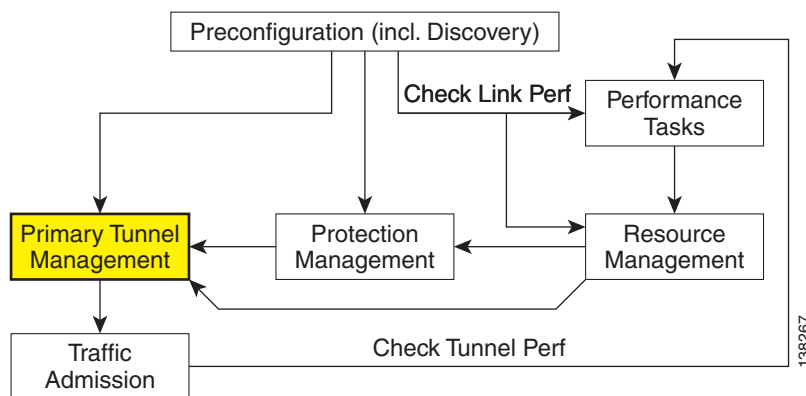 Preconfiguration (incl. Discovery)
Check Link Perf
Performance
Tasks
Primary Tunnel
Management
Protection
Management
Resource
Management
Traffic
Admission
Check Tunnel Perf
138267